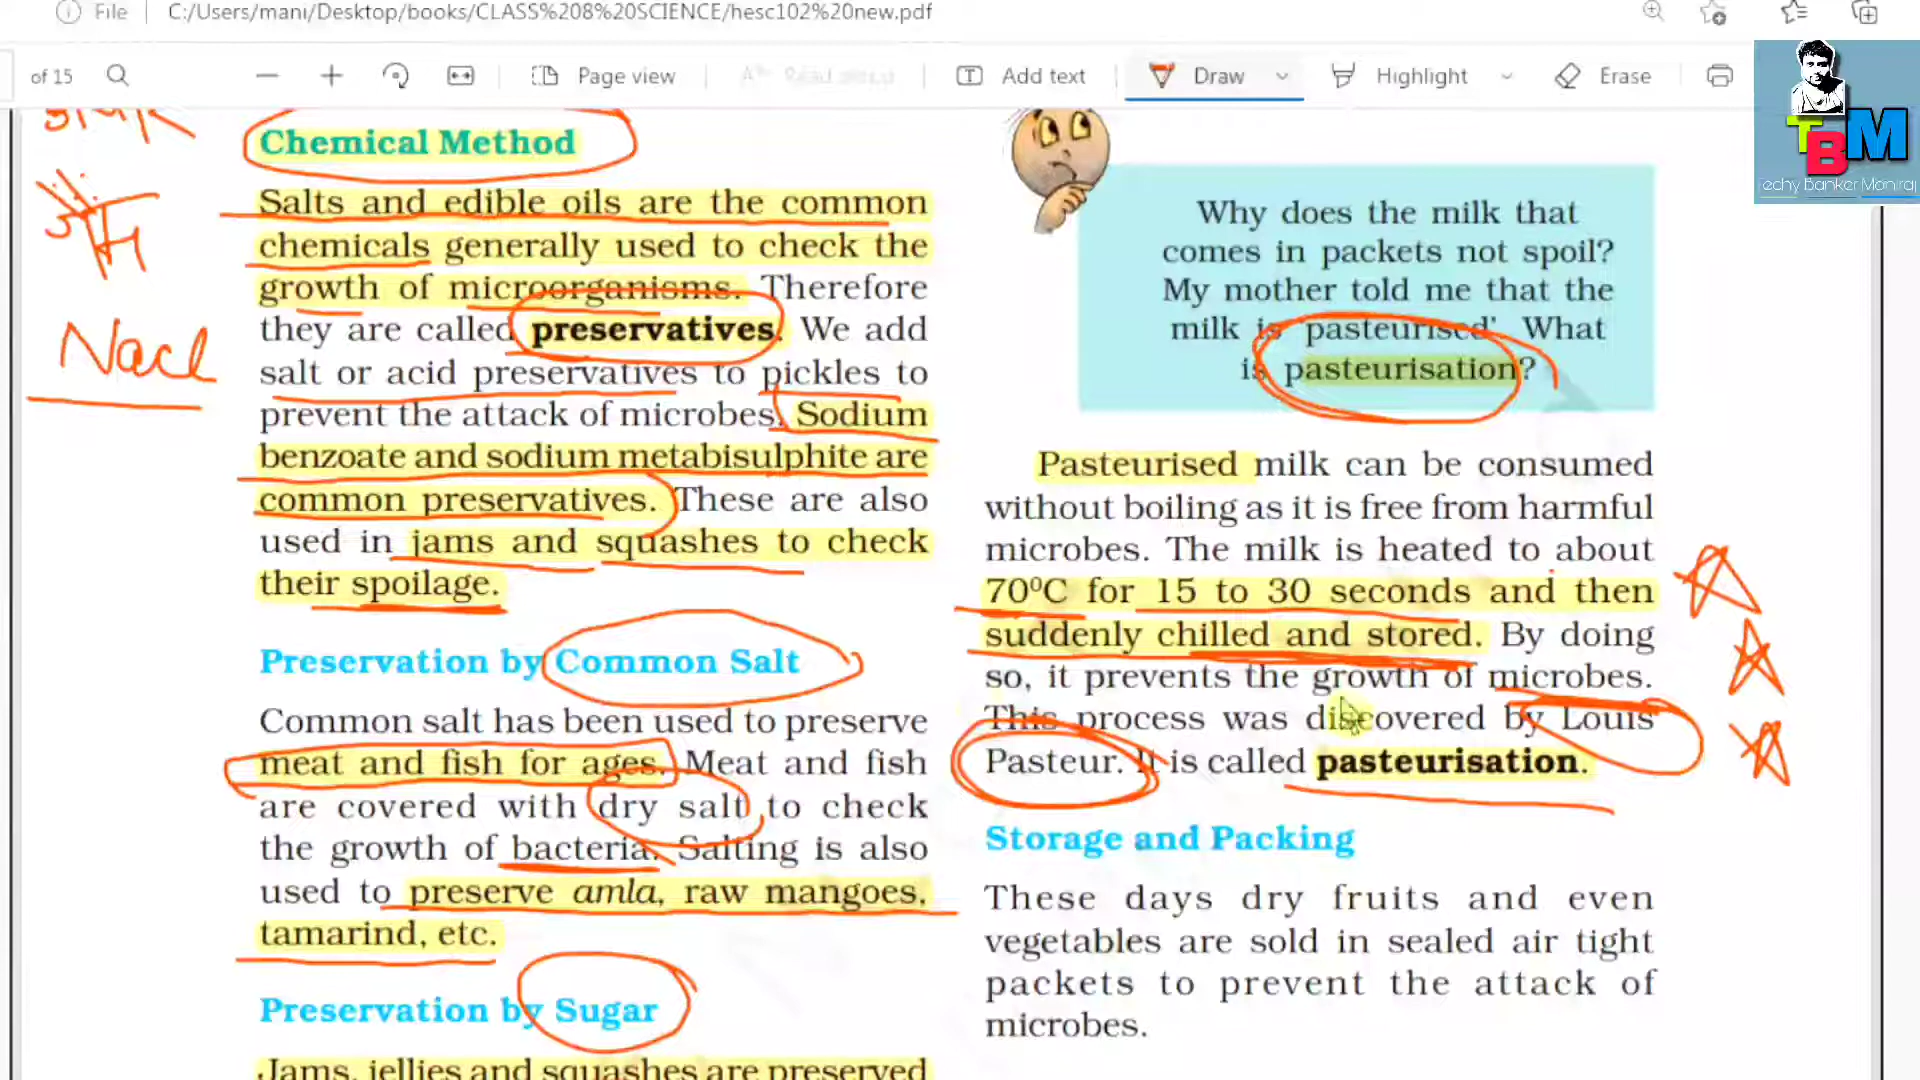 File C:/Users/mani/Desktop/books/CLASS%208%20SCIENCE/hesc102%20new.pdf
of 15
Page view
Read aloud
Add text
Draw
Highlight
Erase
TBM
echy Banker Maniraj
Nacl
Chemical Method
Salts and edible oils are the common
chemicals generally used to check the
growth of microorganisms. Therefore
they are called preservatives. We add
salt or acid preservatives to pickles to
prevent the attack of microbes. Sodium
benzoate and sodium metabisulphite are
common preservatives. These are also
used in jams and squashes to check
their spoilage.
Preservation by Common Salt
Common salt has been used to preserve
meat and fish for ages. Meat and fish
are covered with dry salt to check
the growth of bacteria. Salting is also
used to preserve amla, raw mangoes,
tamarind, etc.
Preservation by Sugar
Jams, jellies and squashes are preserved
Why does the milk that
comes in packets not spoil?
My mother told me that the
milk is 'pasteurised'. What
is pasteurisation?
Pasteurised milk can be consumed
without boiling as it is free from harmful
microbes. The milk is heated to about
70⁰C for 15 to 30 seconds and then
suddenly chilled and stored. By doing
so, it prevents the growth of microbes.
This process was discovered by Louis
Pasteur. It is called pasteurisation.
Storage and Packing
These days dry fruits and even
vegetables are sold in sealed air tight
packets to prevent the attack of
microbes.